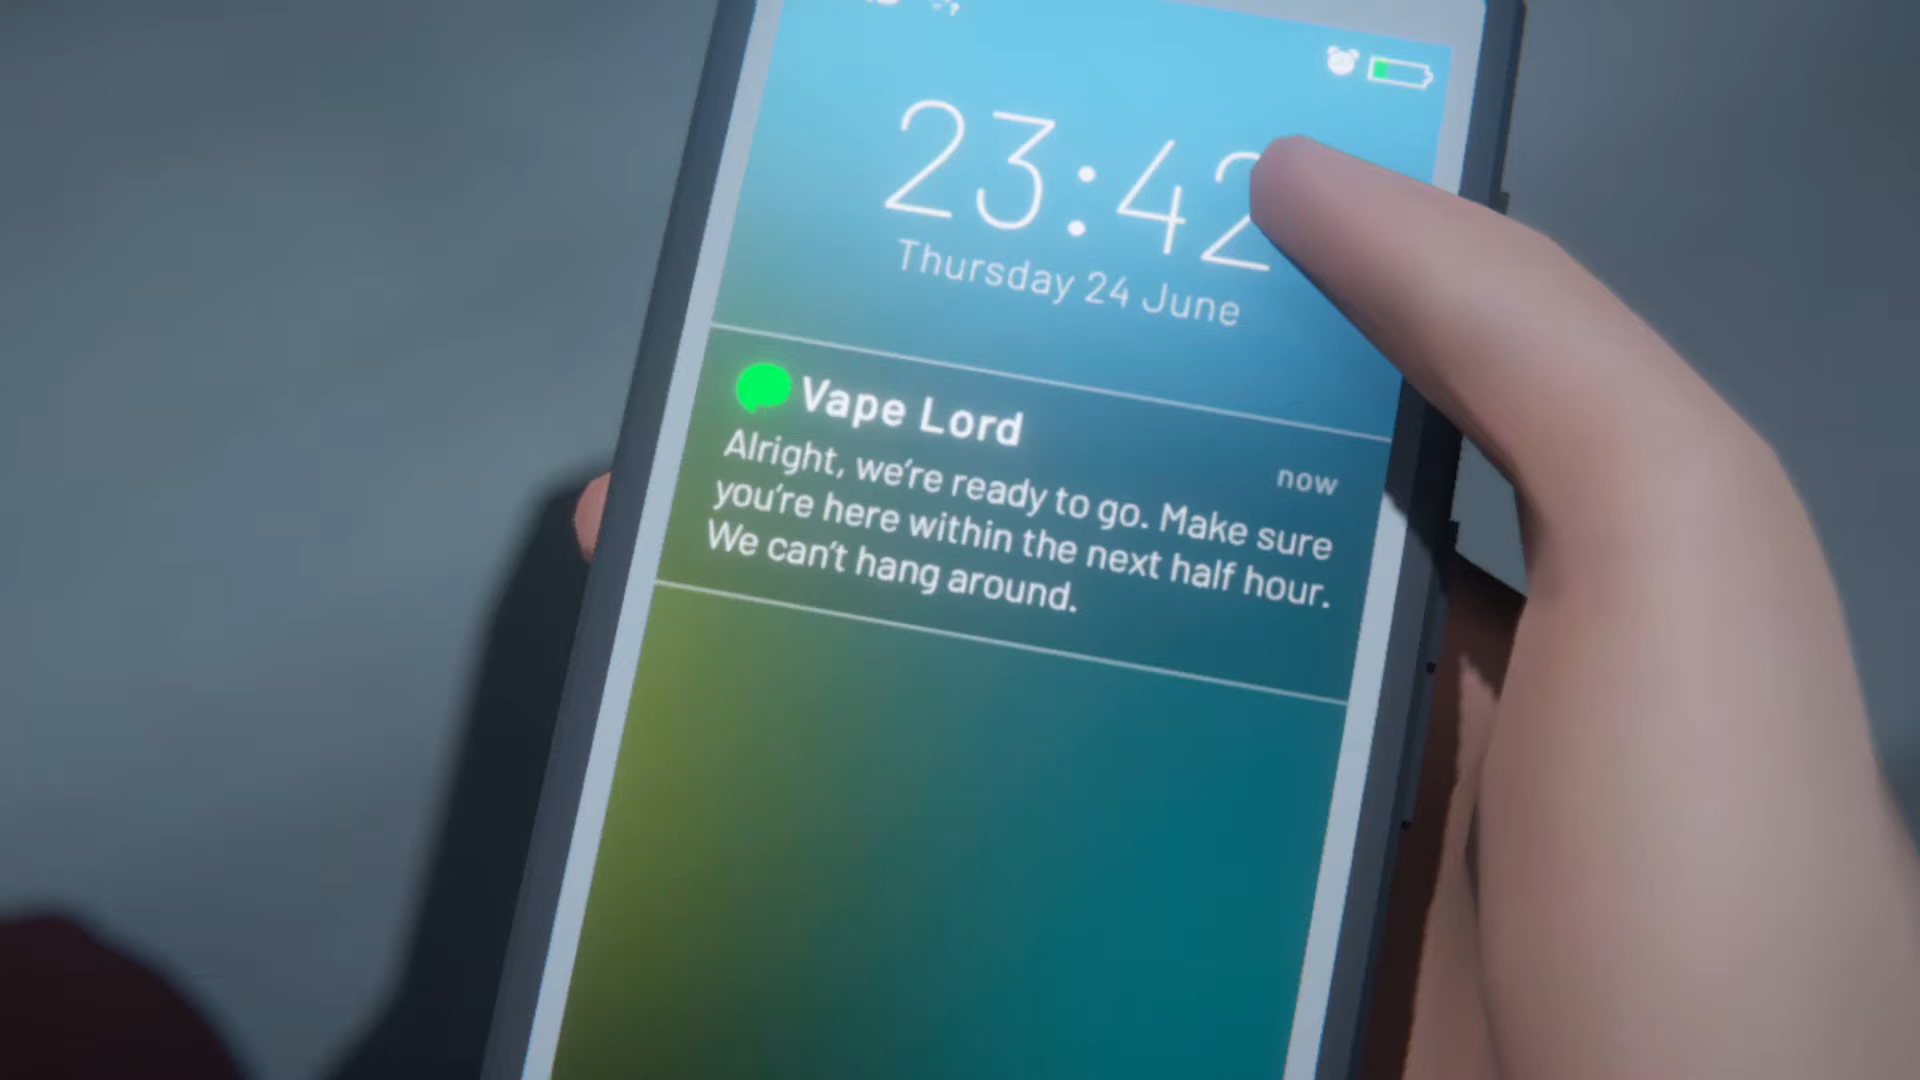 23:42
Thursday 24 June
Vape Lord
now
Alright, we're ready to go. Make sure
you're here within the next half hour.
We can't hang around.